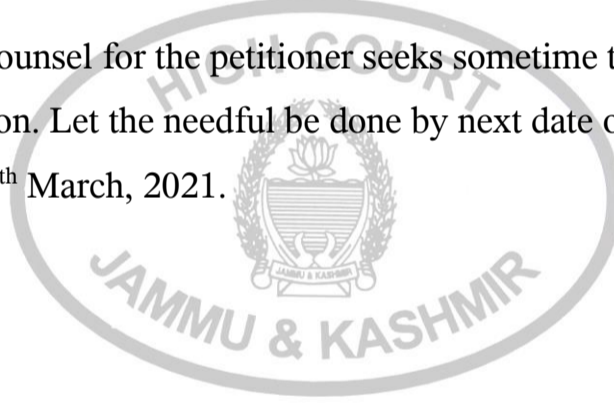 ounsel for the petitioner seeks sometime t
on. Let the needful be done by next date o
th March, 2021.
HIGH COURT
JAMMU & KASHMIR
JAMMU & KASHMIR